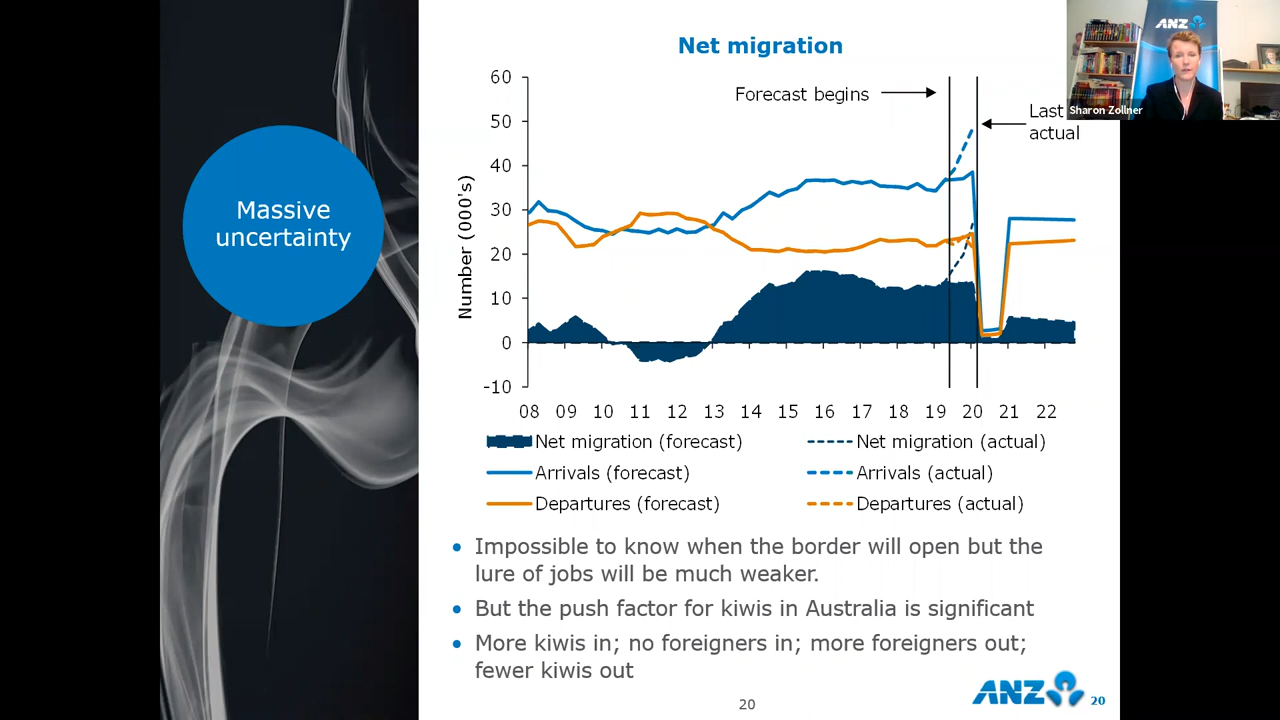 Net migration
ANZ
Sharon Zollner
Massive
uncertainty
Forecast begins
Last
actual
Number (000's)
60
50
40
30
20
10
0
-10
08 09 10 11 12 13 14 15 16 17 18 19 20 21 22
Net migration (forecast)
Net migration (actual)
Arrivals (forecast)
Arrivals (actual)
Departures (forecast)
Departures (actual)
• Impossible to know when the border will open but the
lure of jobs will be much weaker.
• But the push factor for kiwis in Australia is significant
• More kiwis in; no foreigners in; more foreigners out;
fewer kiwis out
20
ANZ
20